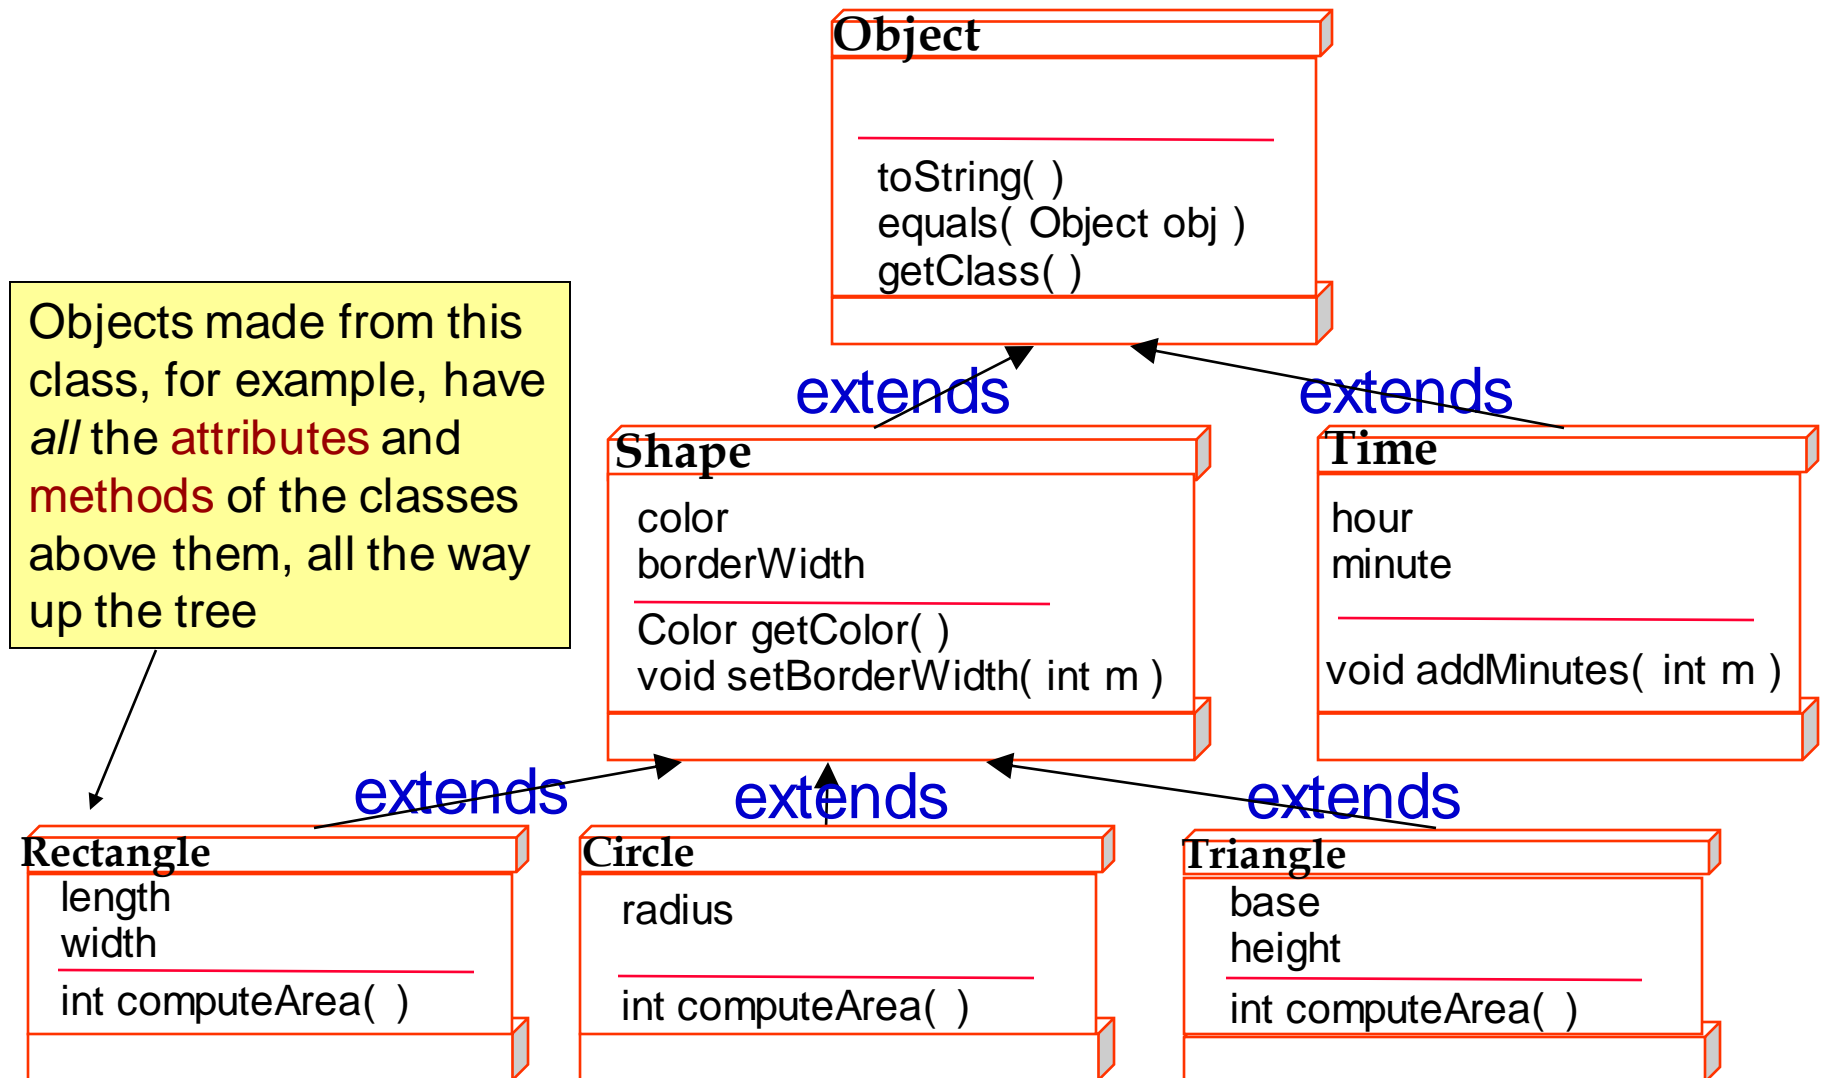 Object
toString( )
equals( Object obj )
getClass( )
Objects made from this
class, for example, have
all the attributes and
methods of the classes
above them, all the way
up the tree
extends
extends
Shape
color
borderWidth
Color getColor( )
void setBorderWidth( int m )
Time
hour
minute
void addMinutes( int m )
extends
extends
extends
Rectangle
length
width
int computeArea( )
Circle
radius
int computeArea( )
Triangle
base
height
int computeArea( )